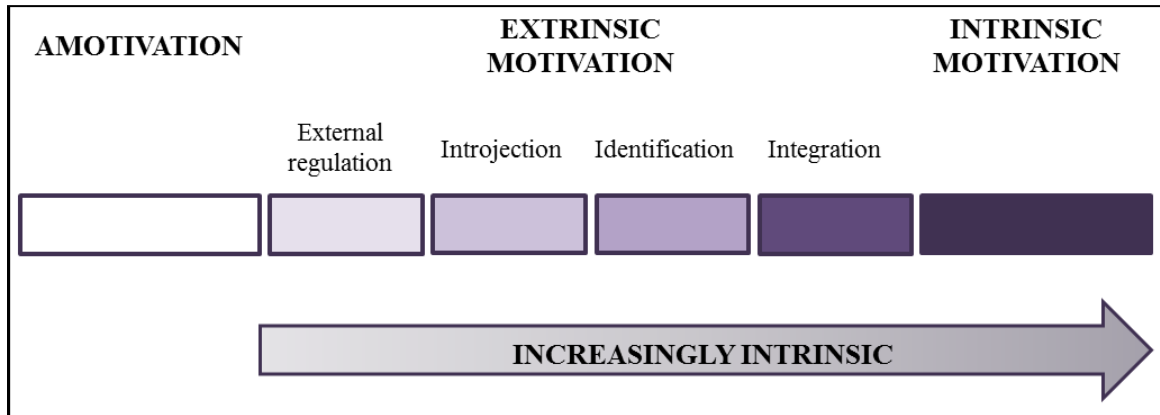 AMOTIVATION
EXTRINSIC
MOTIVATION
INTRINSIC
MOTIVATION
External
regulation
Introjection
Identification
Integration
INCREASINGLY INTRINSIC